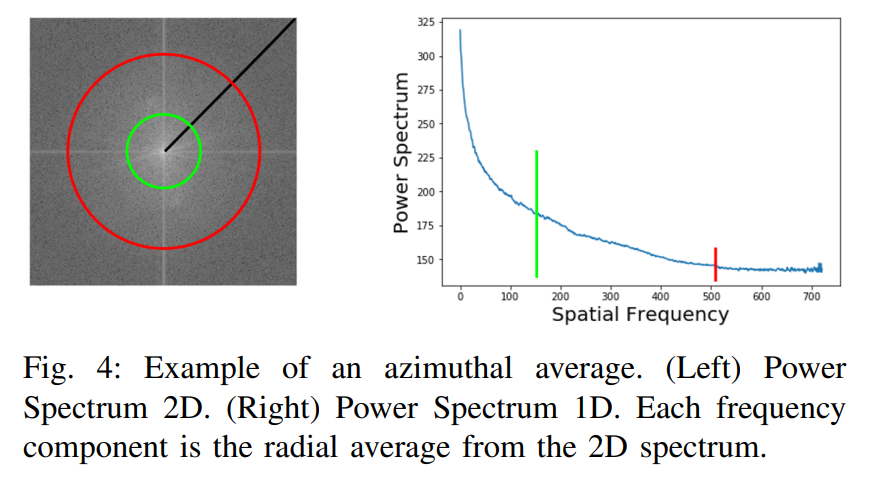 325
300
275
250
225
200
175
150
Power Spectrum
0 100 200 300 400 500 600 700
Spatial Frequency
Fig. 4: Example of an azimuthal average. (Left) Power
Spectrum 2D. (Right) Power Spectrum 1D. Each frequency
component is the radial average from the 2D spectrum.